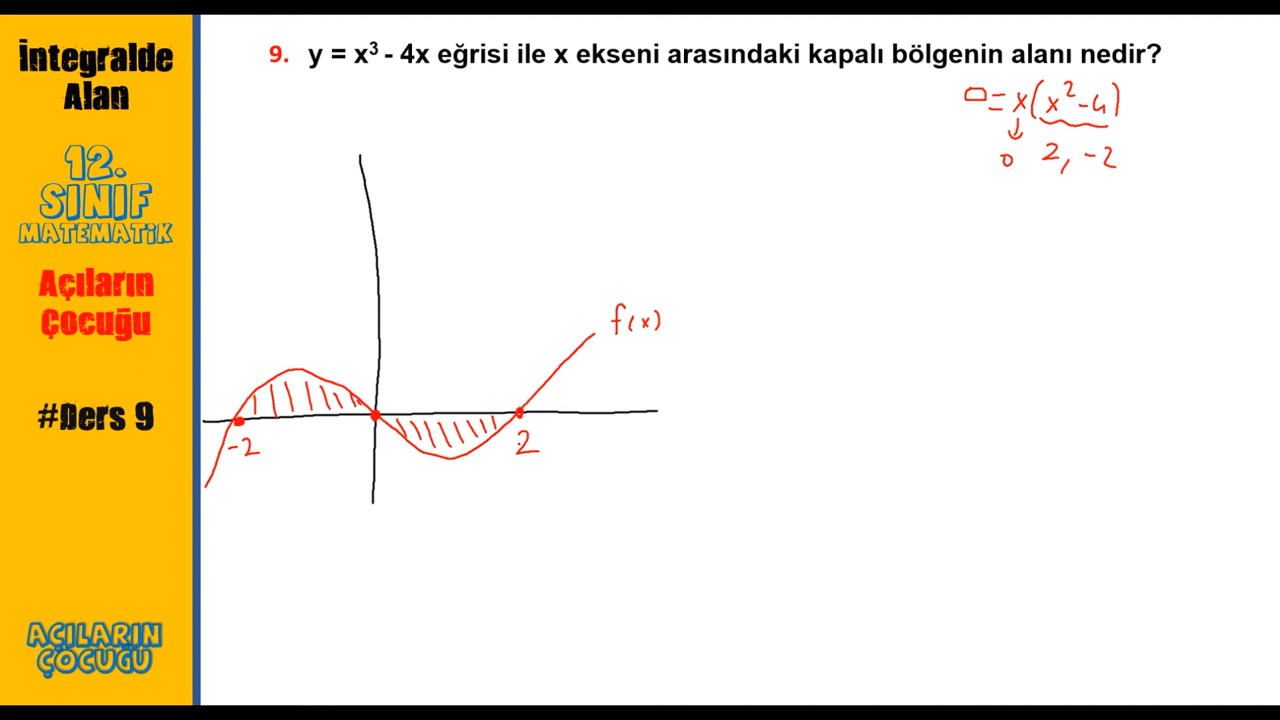 İntegralde
Alan
12.
SINIF
MATEMATİK
Açıların
Çocuğu
#Ders 9
AÇILARIN
ÇOCUĞU
9. y = x³ - 4x eğrisi ile x ekseni arasındaki kapalı bölgenin alanı nedir?
0 = x(x² - 4)
0 2, -2
f(x)
-2 2